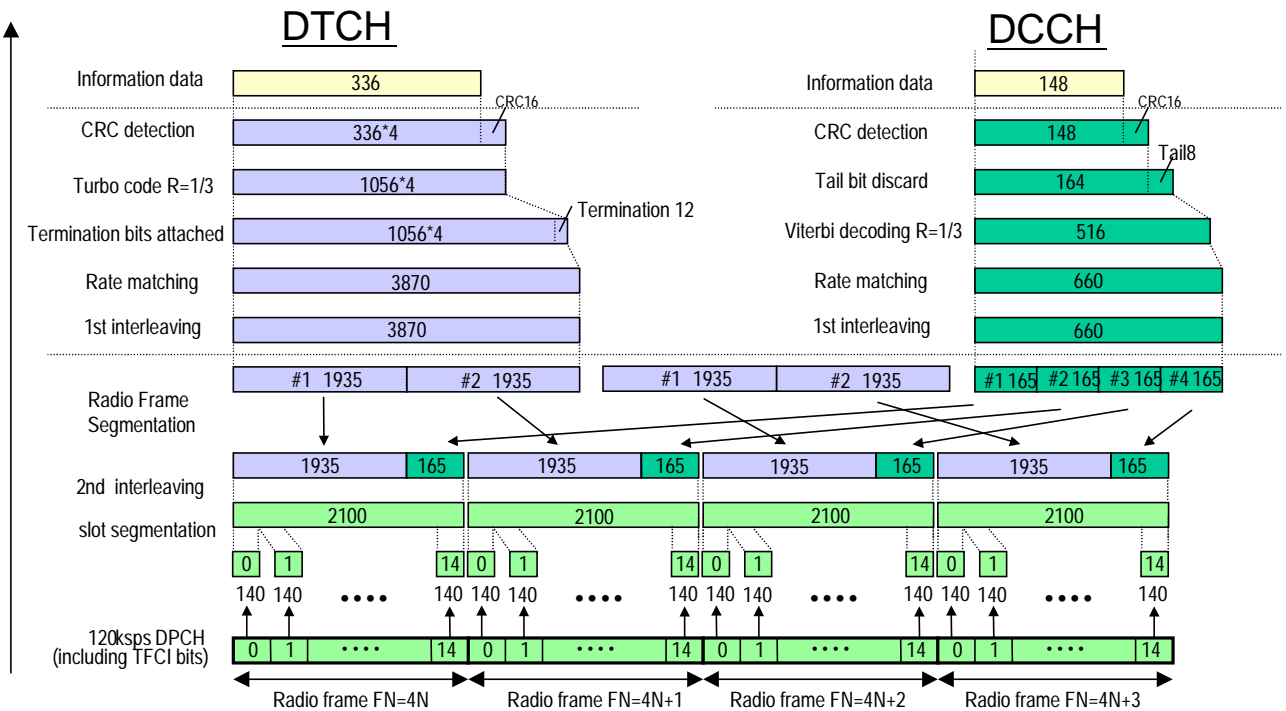 DTCH
DCCH
Information data
336
Information data
148
CRC16
CRC16
CRC detection
336*4
CRC detection
148
Tail8
Turbo code R=1/3
1056*4
Tail bit discard
164
Termination 12
Termination bits attached
1056*4
Viterbi decoding R=1/3
516
Rate matching
3870
Rate matching
660
1st interleaving
3870
1st interleaving
660
Radio Frame
Segmentation
#1 1935
#2 1935
#1 1935
#2 1935
#1 165
#2 165
#3 165
#4 165
2nd interleaving
1935
165
1935
165
1935
165
1935
165
slot segmentation
2100
2100
2100
2100
0
1
14
0
1
14
0
1
14
0
1
14
140
140
••••
140
140
140
••••
140
140
140
••••
140
140
140
••••
140
120ksps DPCH
(including TFCI bits)
0
1
••••
14
0
1
••••
14
0
1
••••
14
0
1
••••
14
Radio frame FN=4N
Radio frame FN=4N+1
Radio frame FN=4N+2
Radio frame FN=4N+3